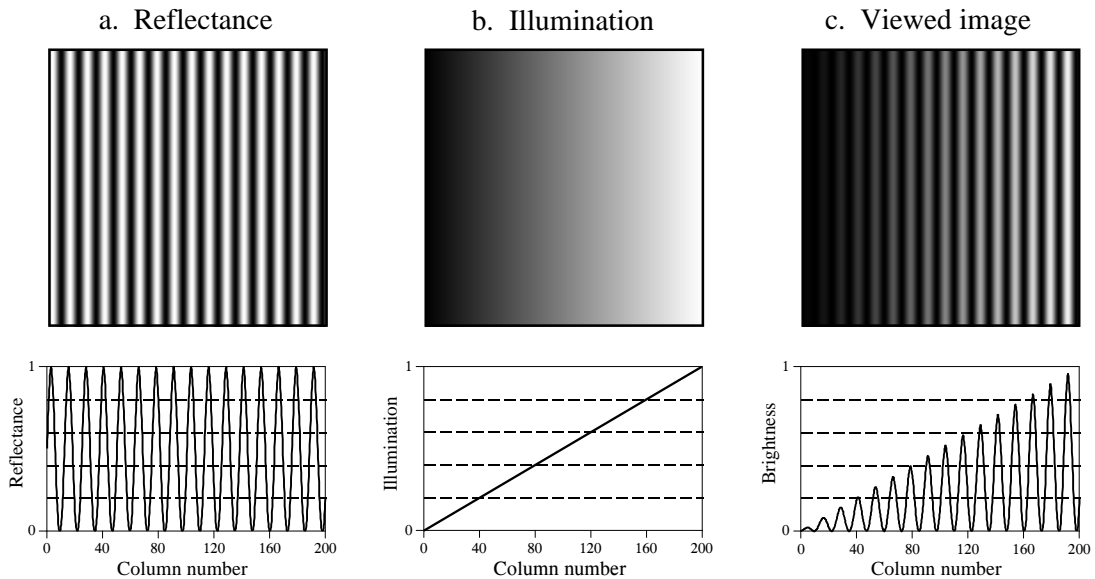 a. Reflectance
b. Illumination
c. Viewed image
1
Reflectance
0
0 40 80 120 160 200
Column number
1
Illumination
0
0 40 80 120 160 200
Column number
1
Brightness
0
0 40 80 120 160 200
Column number